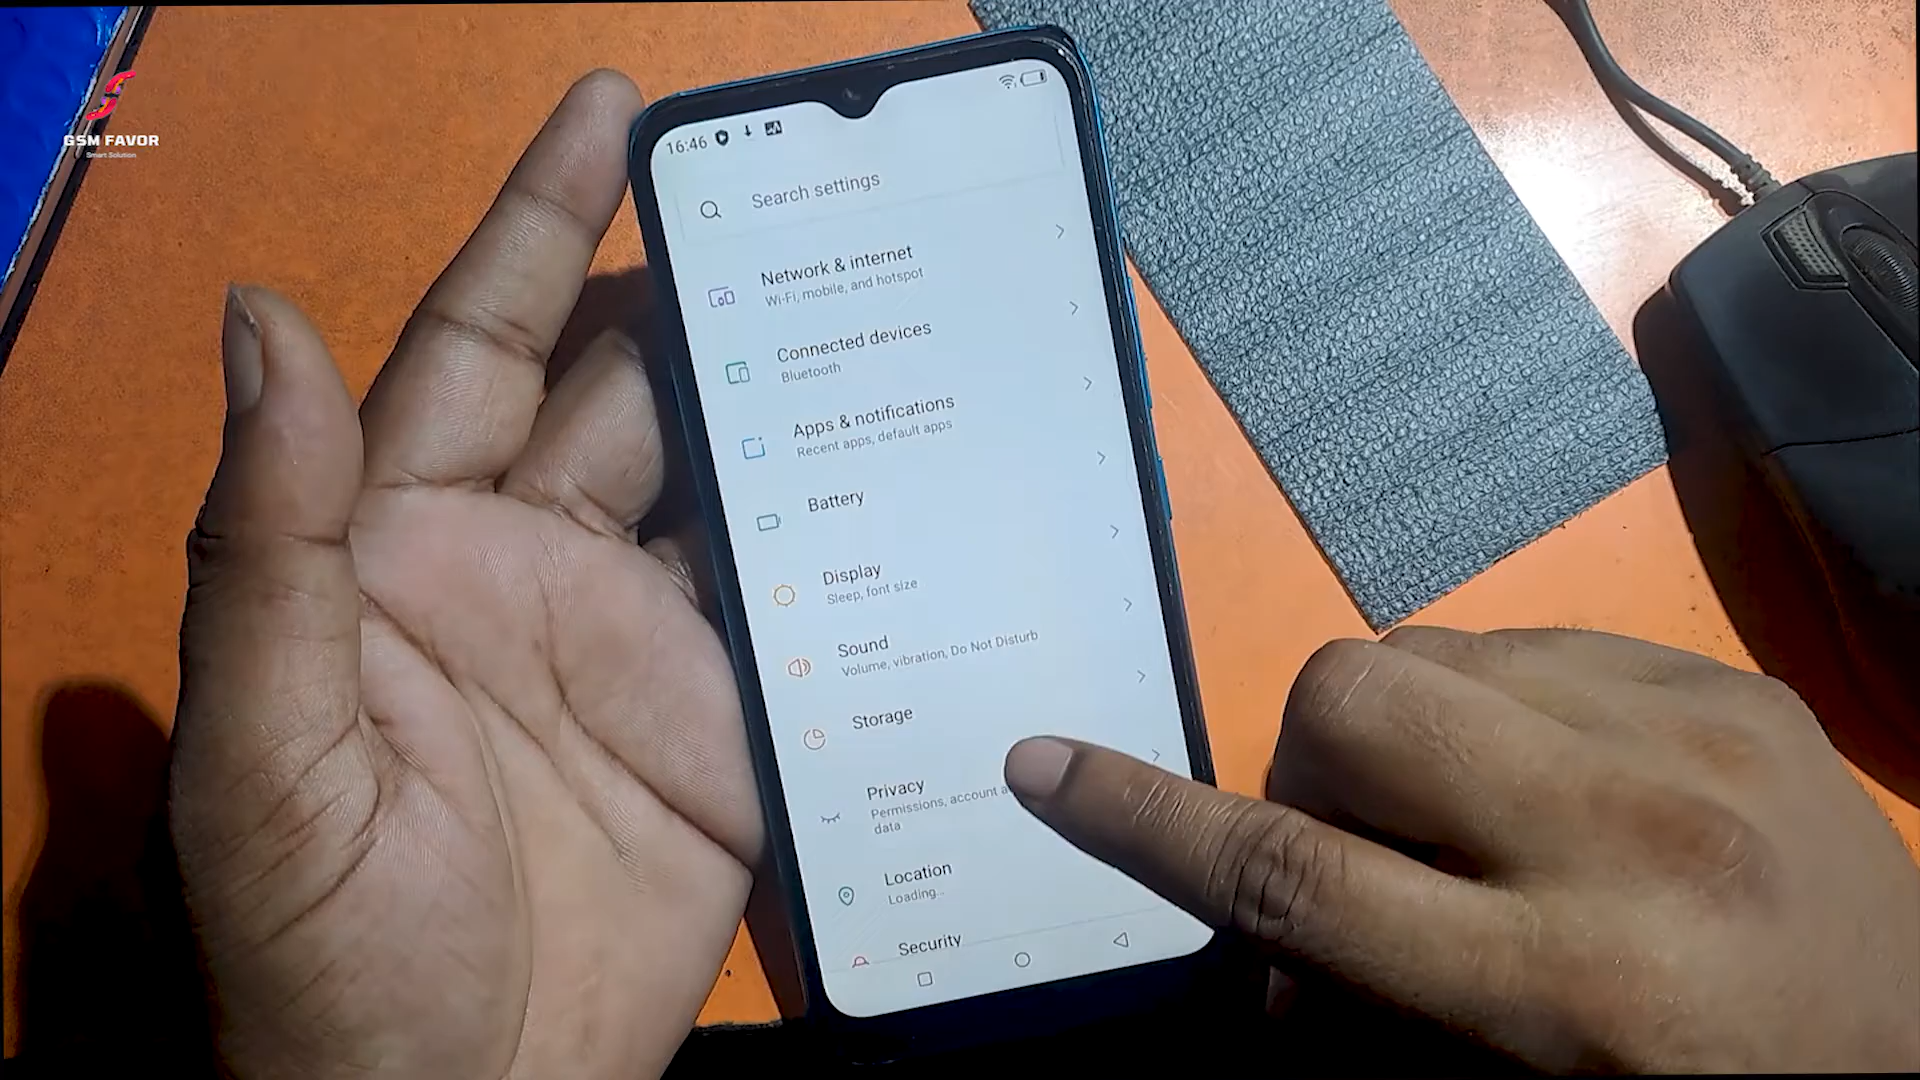 GSM FAVOR
Smart Solution
16:46
Search settings
Network & internet
Wi-Fi, mobile, and hotspot
Connected devices
Bluetooth
Apps & notifications
Recent apps, default apps
Battery
Display
Sleep, font size
Sound
Volume, vibration, Do Not Disturb
Storage
Privacy
Permissions, account a
data
Location
Loading...
Security